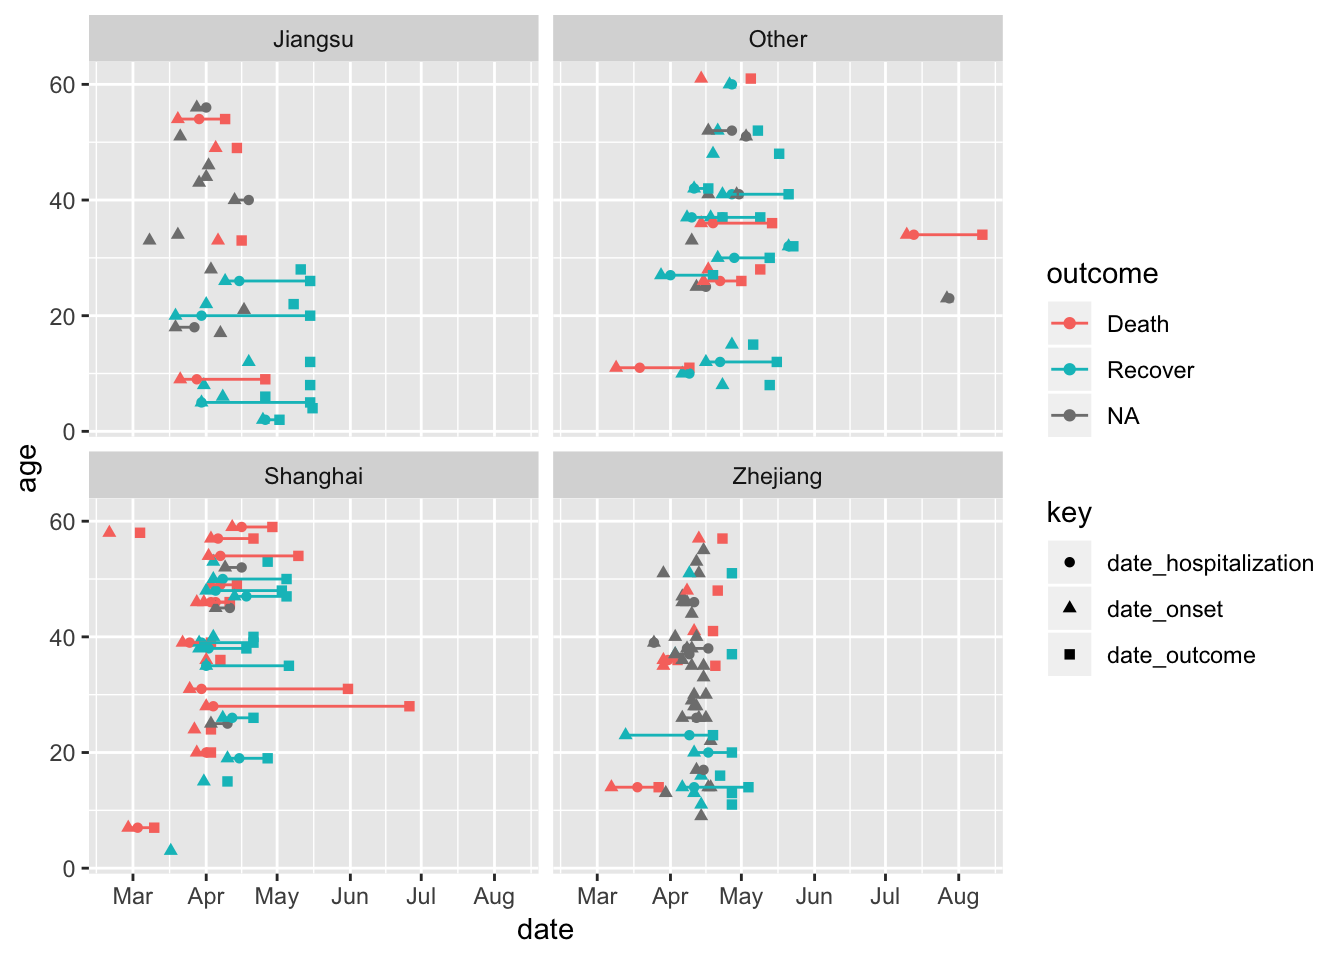 Jiangsu
Other
60
40
20
0
Shanghai
Zhejiang
60
40
20
0
Mar Apr May Jun Jul Aug
Mar Apr May Jun Jul Aug
date
age
outcome
Death
Recover
NA
key
date_hospitalization
date_onset
date_outcome